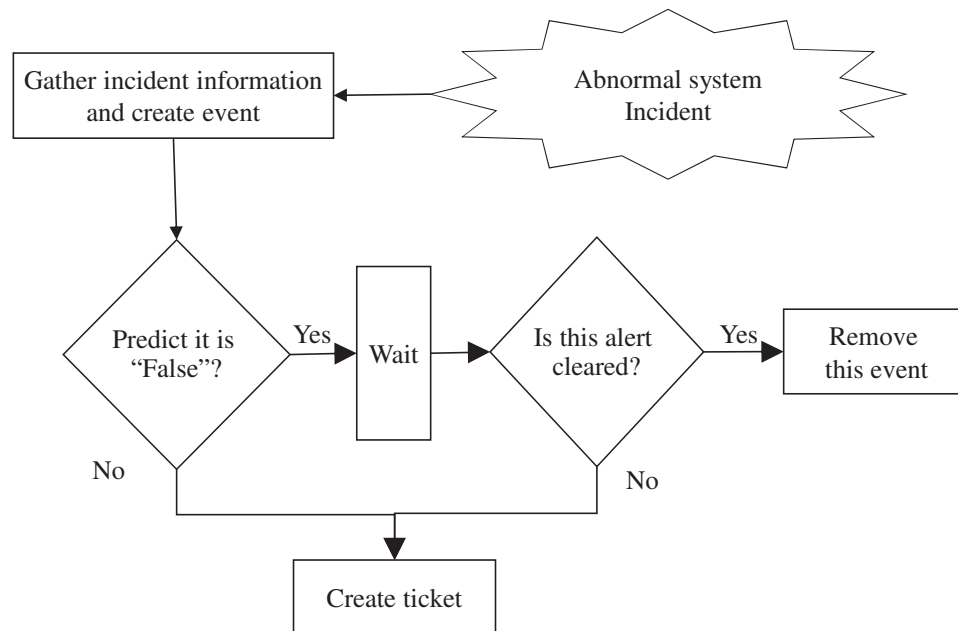 Gather incident information
and create event
Abnormal system
Incident
Predict it is
“False”?
Yes
Wait
Is this alert
cleared?
Yes
Remove
this event
No
No
Create ticket